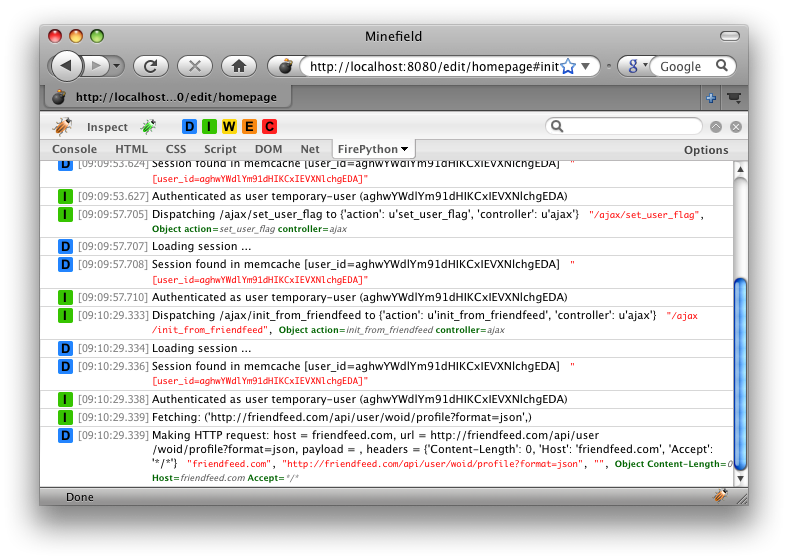 Minefield
http://localhost:8080/edit/homepage#init
g
Google
http://localhost...0/edit/homepage
Inspect
D I W E C
Console HTML CSS Script DOM Net FirePython Options
D [09:09:53.624] Session found in memcache [user_id=aghwYWdlYm91dHIKCxIEVXNlchgEDA] "
[user_id=aghwYWdlYm91dHIKCxIEVXNlchgEDA]"
I [09:09:53.627] Authenticated as user temporary-user (aghwYWdlYm91dHIKCxIEVXNlchgEDA)
I [09:09:57.705] Dispatching /ajax/set_user_flag to {'action': u'set_user_flag', 'controller': u'ajax'} "/ajax/set_user_flag",
Object action=set_user_flag controller=ajax
D [09:09:57.707] Loading session ...
D [09:09:57.708] Session found in memcache [user_id=aghwYWdlYm91dHIKCxIEVXNlchgEDA] "
[user_id=aghwYWdlYm91dHIKCxIEVXNlchgEDA]"
I [09:09:57.710] Authenticated as user temporary-user (aghwYWdlYm91dHIKCxIEVXNlchgEDA)
I [09:10:29.333] Dispatching /ajax/init_from_friendfeed to {'action': u'init_from_friendfeed', 'controller': u'ajax'} "/ajax
/init_from_friendfeed", Object action=init_from_friendfeed controller=ajax
D [09:10:29.334] Loading session ...
D [09:10:29.336] Session found in memcache [user_id=aghwYWdlYm91dHIKCxIEVXNlchgEDA] "
[user_id=aghwYWdlYm91dHIKCxIEVXNlchgEDA]"
I [09:10:29.338] Authenticated as user temporary-user (aghwYWdlYm91dHIKCxIEVXNlchgEDA)
I [09:10:29.339] Fetching: ('http://friendfeed.com/api/user/woid/profile?format=json',)
D [09:10:29.339] Making HTTP request: host = friendfeed.com, url = http://friendfeed.com/api/user
/woid/profile?format=json, payload = , headers = {'Content-Length': 0, 'Host': 'friendfeed.com', 'Accept':
'*/*'} "friendfeed.com", "http://friendfeed.com/api/user/woid/profile?format=json", "", Object Content-Length=0
Host=friendfeed.com Accept=*/*
Done